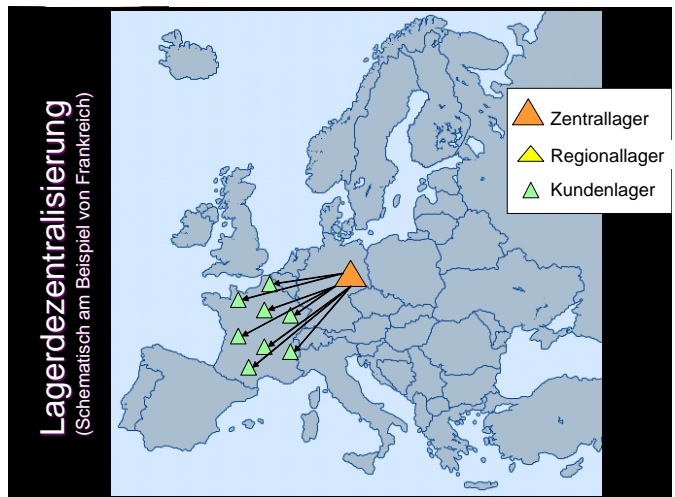 Lagerdezentralisierung
(Schematisch am Beispiel von Frankreich)
Zentrallager
Regionallager
Kundenlager